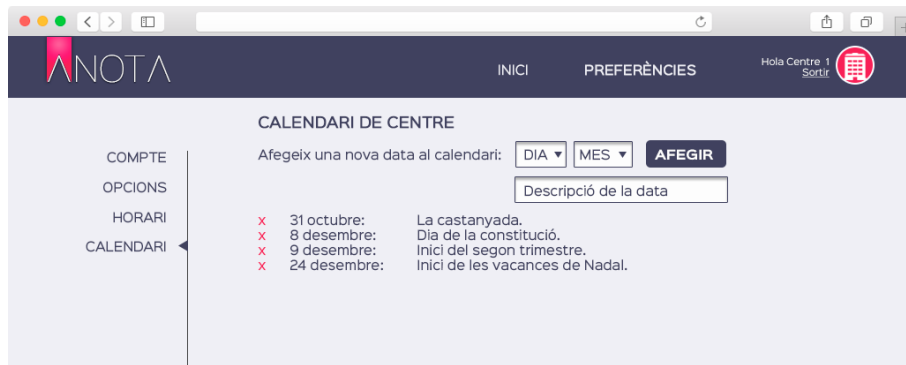 ANOTA
INICI
PREFERÈNCIES
Hola Centre 1
Sortir
COMPTE
OPCIONS
HORARI
CALENDARI
CALENDARI DE CENTRE
Afegeix una nova data al calendari: DIA MES AFEGIR
Descripció de la data
x 31 octubre: La castanyada.
x 8 desembre: Dia de la constitució.
x 9 desembre: Inici del segon trimestre.
x 24 desembre: Inici de les vacances de Nadal.